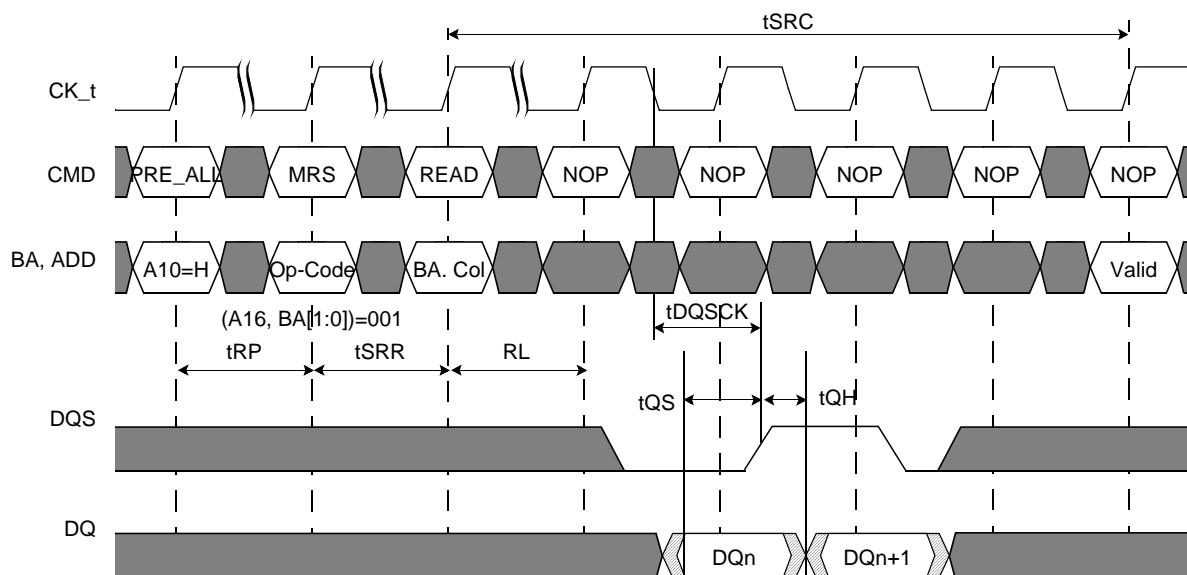 tSRC
CK_t
CMD PRE_ALL MRS READ NOP NOP NOP NOP NOP
BA, ADD A10=H Op-Code BA. Col Valid
(A16, BA[1:0])=001
tDQSCK
tRP tSRR RL
tQS tQH
DQS
DQ DQn DQn+1